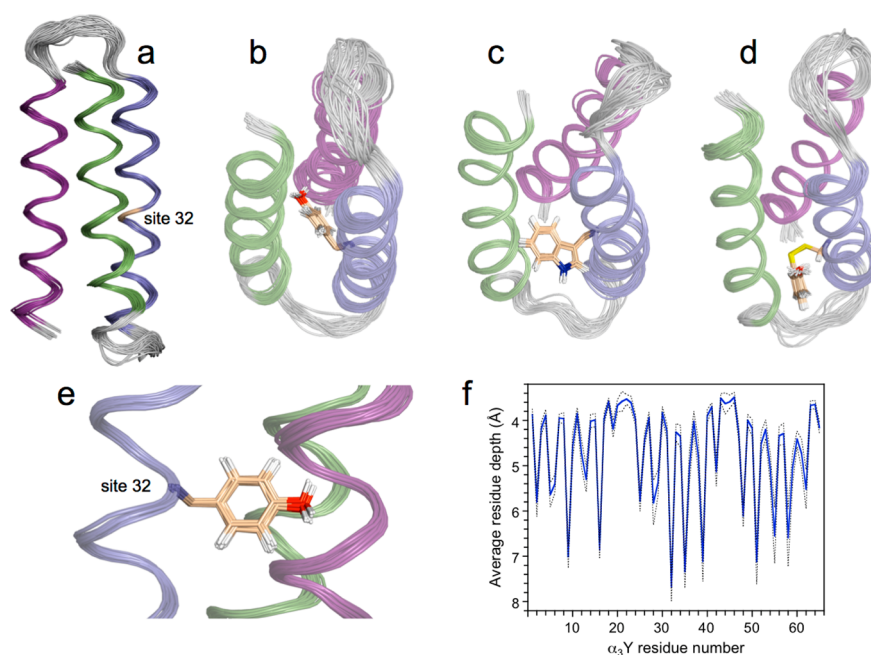 a
b
c
d
site 32
e
site 32
f
Average residue depth (Å)
4
5
6
7
8
10 20 30 40 50 60
α₃Y residue number